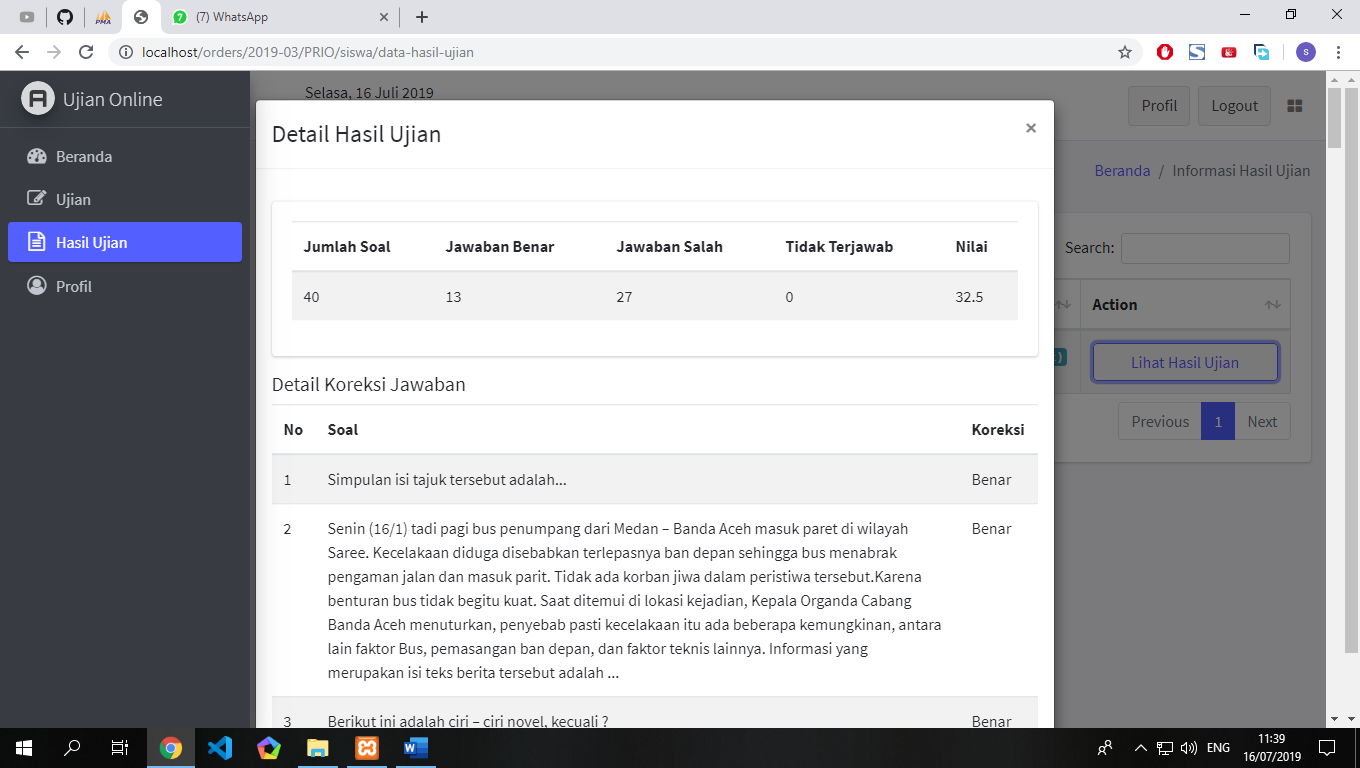 (7) WhatsApp
localhost/orders/2019-03/PRIO/siswa/data-hasil-ujian
s
Ujian Online
Selasa, 16 Juli 2019
Profil
Logout
Beranda
Ujian
Hasil Ujian
Profil
Beranda / Informasi Hasil Ujian
Search:
Action
Lihat Hasil Ujian
Previous 1 Next
Detail Hasil Ujian
×
Jumlah Soal Jawaban Benar Jawaban Salah Tidak Terjawab Nilai
40 13 27 0 32.5
Detail Koreksi Jawaban
No Soal Koreksi
1 Simpulan isi tajuk tersebut adalah... Benar
2 Senin (16/1) tadi pagi bus penumpang dari Medan – Banda Aceh masuk paret di wilayah Benar
Saree. Kecelakaan diduga disebabkan terlepasnya ban depan sehingga bus menabrak
pengaman jalan dan masuk parit. Tidak ada korban jiwa dalam peristiwa tersebut.Karena
benturan bus tidak begitu kuat. Saat ditemui di lokasi kejadian, Kepala Organda Cabang
Banda Aceh menuturkan, penyebab pasti kecelakaan itu ada beberapa kemungkinan, antara
lain faktor Bus, pemasangan ban depan, dan faktor teknis lainnya. Informasi yang
merupakan isi teks berita tersebut adalah ...
3 Berikut ini adalah ciri – ciri novel, kecuali ? Benar
ENG
11:39
16/07/2019